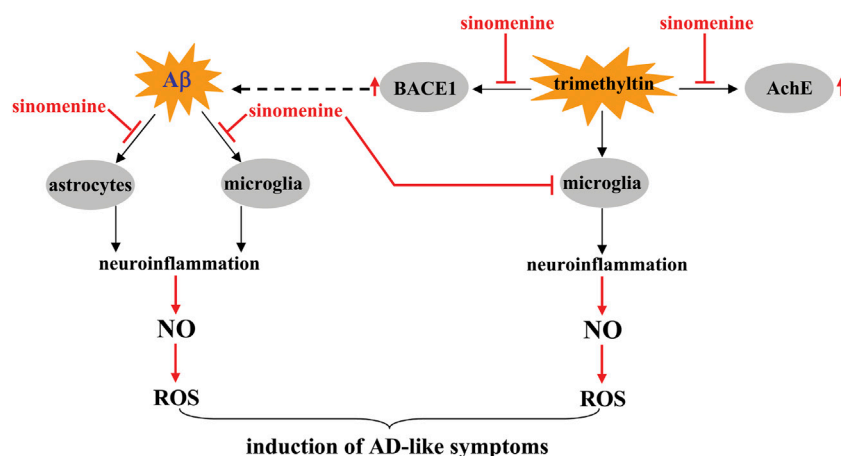 sinomenine
sinomenine
Aβ
BACE1
trimethyltin
AchE
sinomenine
sinomenine
astrocytes
microglia
microglia
neuroinflammation
neuroinflammation
NO
NO
ROS
ROS
induction of AD-like symptoms